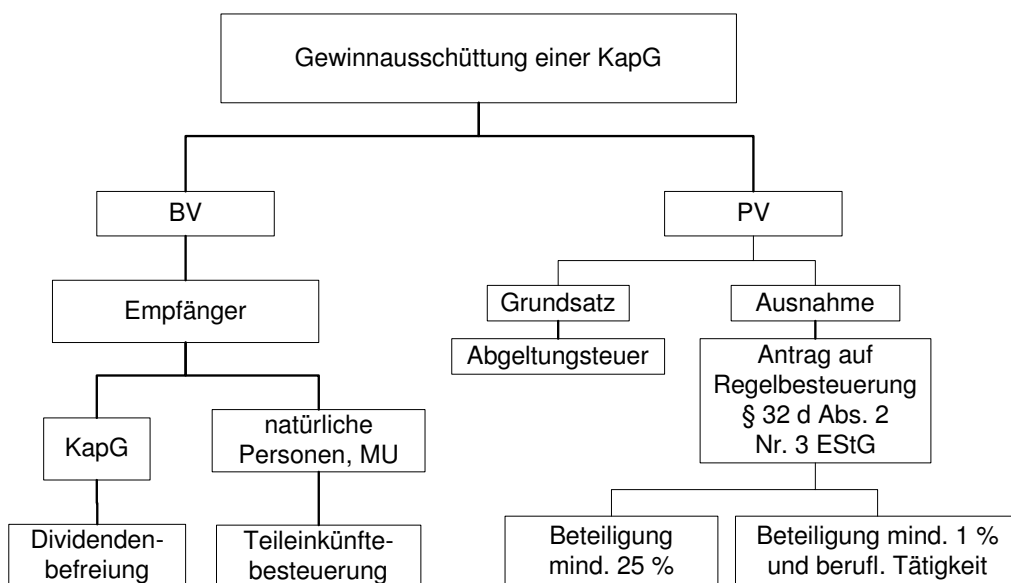 Gewinnausschüttung einer KapG
BV
PV
Empfänger
Grundsatz
Ausnahme
Abgeltungsteuer
Antrag auf
Regelbesteuerung
§ 32 d Abs. 2
Nr. 3 EStG
KapG
natürliche
Personen, MU
Dividenden-
befreiung
Teileinkünfte-
besteuerung
Beteiligung
mind. 25 %
Beteiligung mind. 1 %
und berufl. Tätigkeit